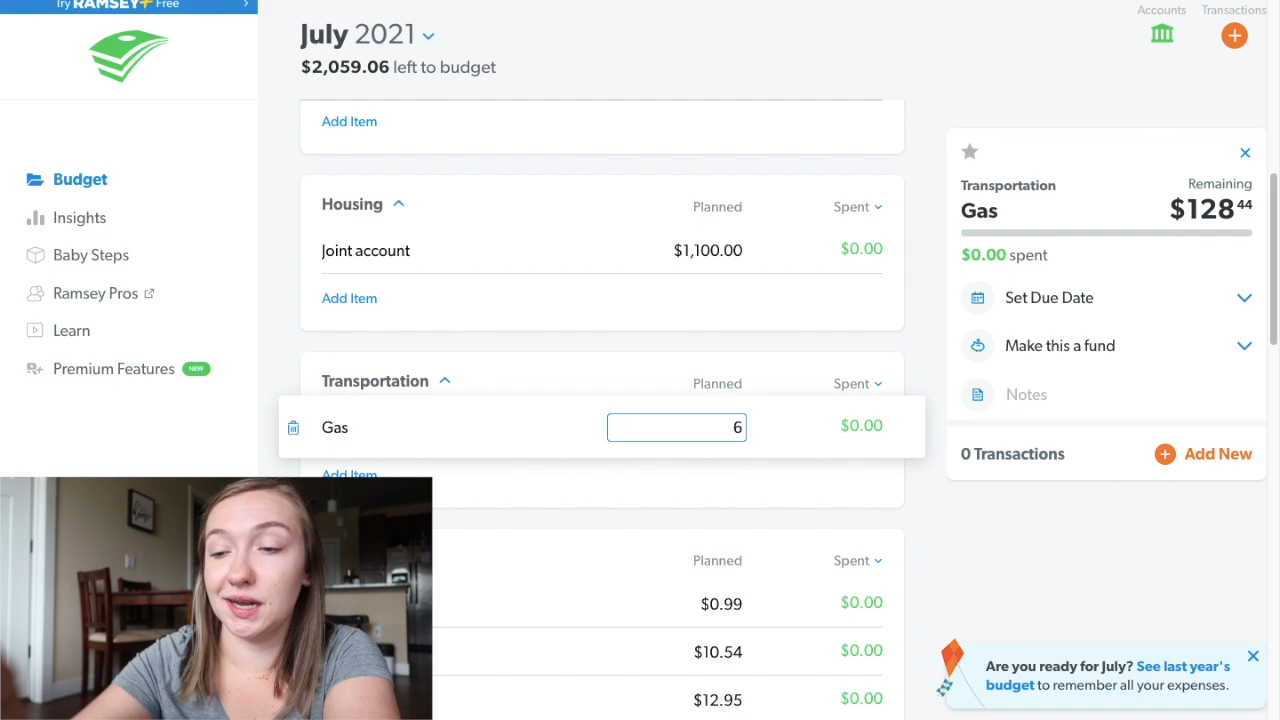 Try RAMSEY+ Free
Accounts
Transactions
July 2021
$2,059.06 left to budget
Add Item
Budget
Insights
Baby Steps
Ramsey Pros
Learn
Premium Features NEW
Housing Planned Spent
Joint account $1,100.00 $0.00
Add Item
Transportation Planned Spent
Gas 6 $0.00
Add Item
Planned Spent
$0.99 $0.00
$10.54 $0.00
$12.95 $0.00
Transportation Remaining
Gas $128 44
$0.00 spent
Set Due Date
Make this a fund
Notes
0 Transactions Add New
Are you ready for July? See last year's
budget to remember all your expenses.